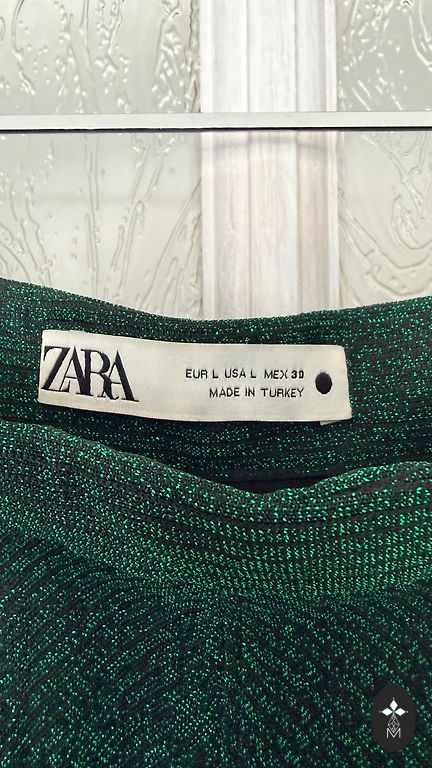 ZARA
EUR L USA L MEX 30
MADE IN TURKEY
M